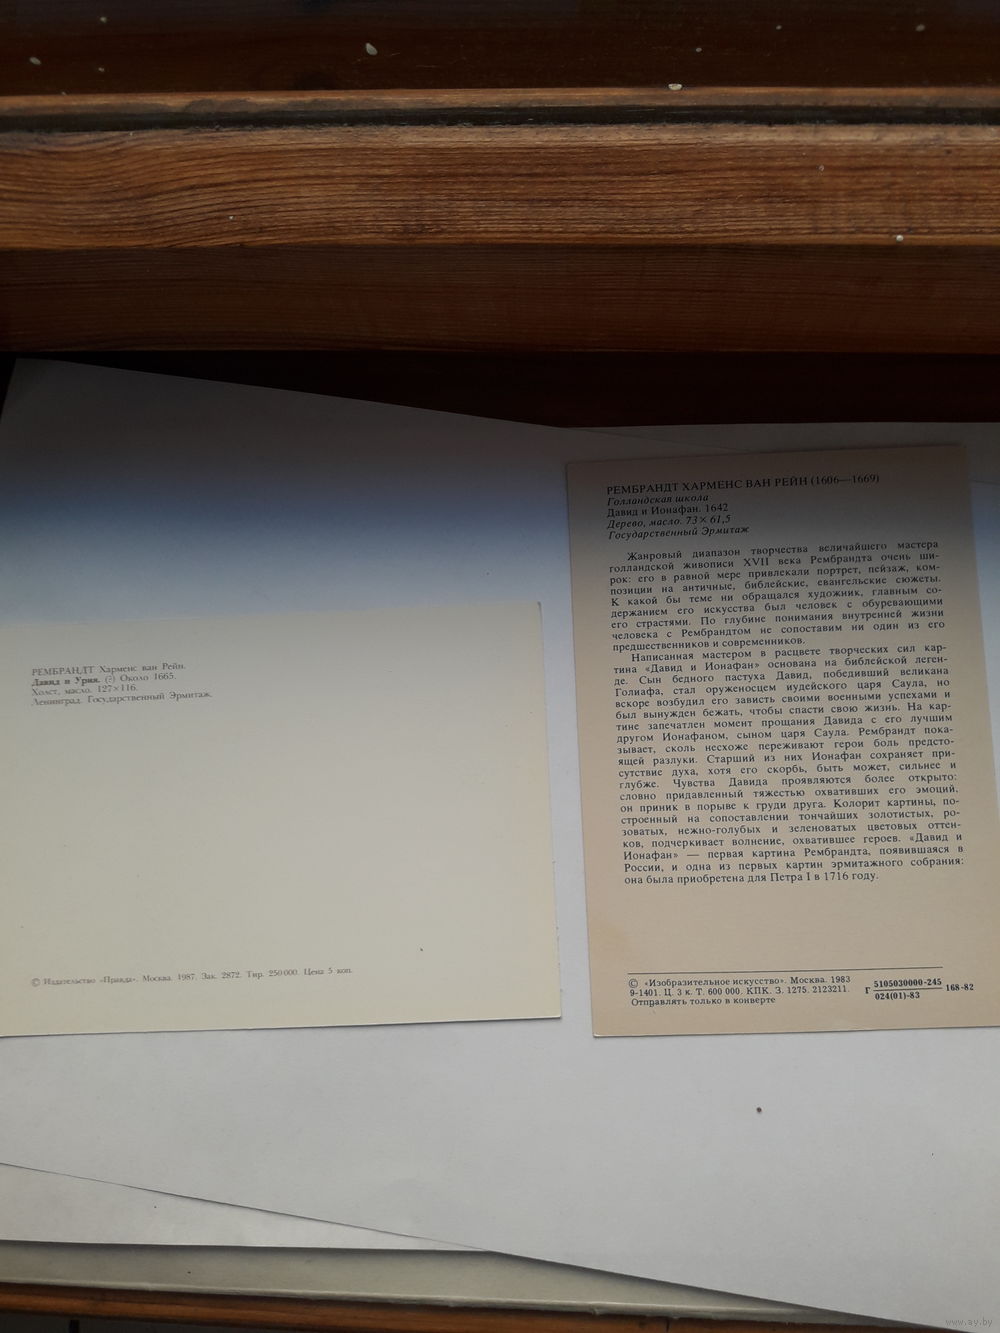 РЕМБРАНДТ Харменс ван Рейн.
Давид и Урия. (?) Около 1665.
Холст, масло. 127×116.
Ленинград. Государственный Эрмитаж.
© Издательство «Правда». Москва. 1987. Зак. 2872. Тир. 250 000. Цена 5 коп.
РЕМБРАНДТ ХАРМЕНС ВАН РЕЙН (1606—1669)
Голландская школа
Давид и Ионафан. 1642
Дерево, масло. 73×61,5
Государственный Эрмитаж
Жанровый диапазон творчества величайшего мастера
голландской живописи XVII века Рембрандта очень ши-
рок: его в равной мере привлекали портрет, пейзаж, ком-
позиции на античные, библейские, евангельские сюжеты.
К какой бы теме ни обращался художник, главным со-
держанием его искусства был человек с обуревающими
его страстями. По глубине понимания внутренней жизни
человека с Рембрандтом не сопоставим ни один из его
предшественников и современников.
Написанная мастером в расцвете творческих сил кар-
тина «Давид и Ионафан» основана на библейской леген-
де. Сын бедного пастуха Давид, победивший великана
Голиафа, стал оруженосцем иудейского царя Саула, но
вскоре возбудил его зависть своими военными успехами и
был вынужден бежать, чтобы спасти свою жизнь. На кар-
тине запечатлен момент прощания Давида с его лучшим
другом Ионафаном, сыном царя Саула. Рембрандт пока-
зывает, сколь несхоже переживают герои боль предсто-
ящей разлуки. Старший из них Ионафан сохраняет при-
сутствие духа, хотя его скорбь, быть может, сильнее и
глубже. Чувства Давида проявляются более открыто:
словно придавленный тяжестью охвативших его эмоций,
он приник в порыве к груди друга. Колорит картины, по-
строенный на сопоставлении тончайших золотистых, ро-
зоватых, нежно-голубых и зеленоватых цветовых оттен-
ков, подчеркивает волнение, охватившее героев. «Давид и
Ионафан» — первая картина Рембрандта, появившаяся в
России, и одна из первых картин эрмитажного собрания:
она была приобретена для Петра I в 1716 году.
© «Изобразительное искусство». Москва. 1983
9-1401. Ц. 3 к. Т. 600 000. КПК. З. 1275. 2123211.
Отправлять только в конверте
Г 5105030000-245 168-82
024(01)-83
www.ay.by